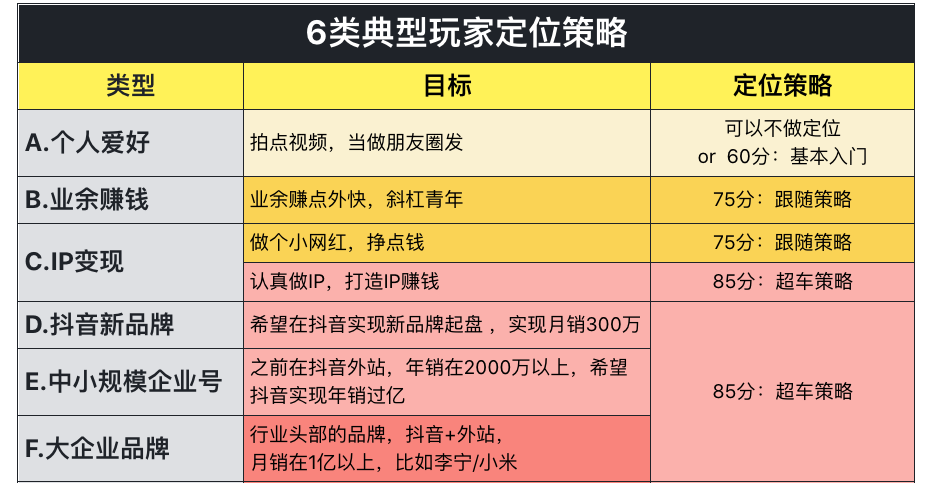 6类典型玩家定位策略
类型
目标
定位策略
A.个人爱好
拍点视频，当做朋友圈发
可以不做定位
or 60分：基本入门
B.业余赚钱
业余赚点外快，斜杠青年
75分：跟随策略
C.IP变现
做个小网红，挣点钱
75分：跟随策略
认真做IP，打造IP赚钱
85分：超车策略
D.抖音新品牌
希望在抖音实现新品牌起盘，实现月销300万
E.中小规模企业号
之前在抖音外站，年销在2000万以上，希望
抖音实现年销过亿
85分：超车策略
F.大企业品牌
行业头部的品牌，抖音+外站，
月销在1亿以上，比如李宁/小米